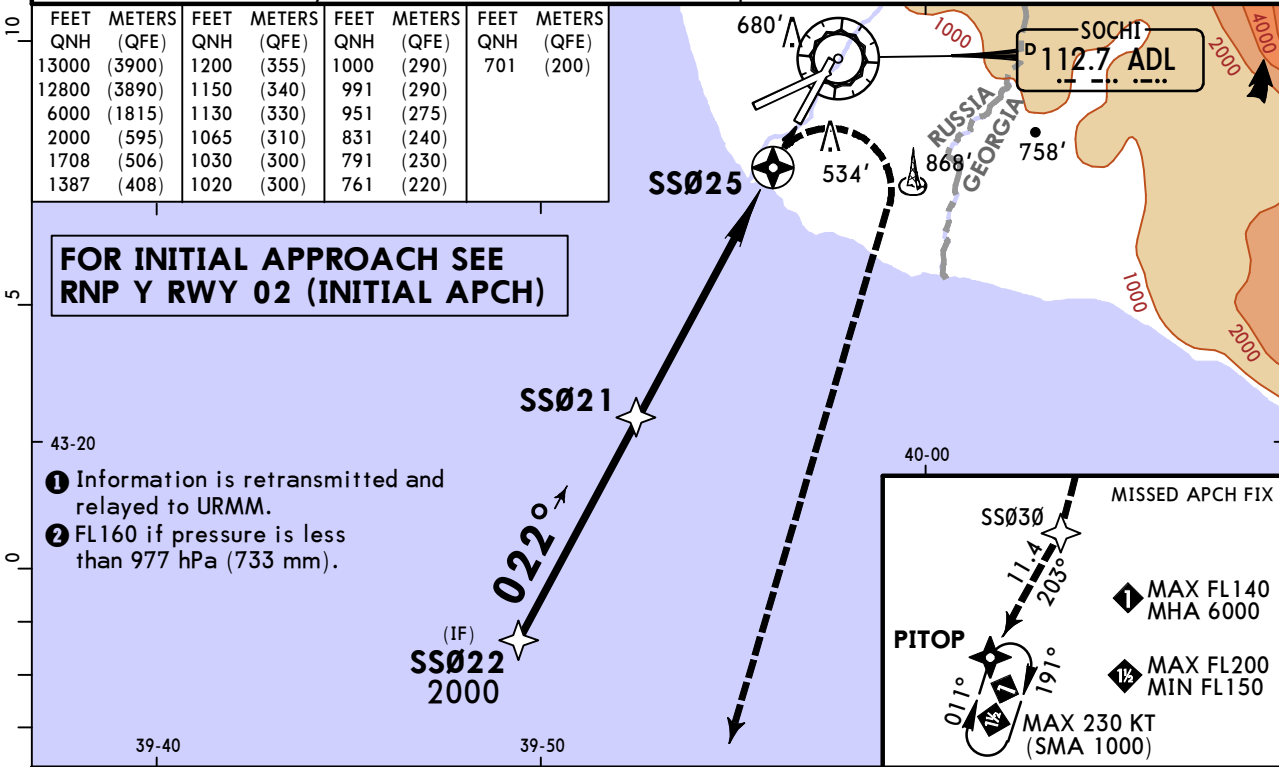 FEET METERS FEET METERS FEET METERS FEET METERS
QNH (QFE) QNH (QFE) QNH (QFE) QNH (QFE)
13000 (3900) 1200 (355) 1000 (290) 701 (200)
12800 (3890) 1150 (340) 991 (290)
6000 (1815) 1130 (330) 951 (275)
2000 (595) 1065 (310) 831 (240)
1708 (506) 1030 (300) 791 (230)
1387 (408) 1020 (300) 761 (220)
10
680'
1000
2000
4000
SOCHI
D 112.7 ADL
RUSSIA
GEORGIA
758'
868'
534'
SSØ25
FOR INITIAL APPROACH SEE
RNP Y RWY 02 (INITIAL APCH)
5
1000
2000
SSØ21
43-20
40-00
1 Information is retransmitted and
relayed to URMM.
2 FL160 if pressure is less
than 977 hPa (733 mm).
0
022°
(IF)
SSØ22
2000
39-40
39-50
MISSED APCH FIX
SSØ30
11.4
203°
1 MAX FL140
MHA 6000
PITOP
1½ MAX FL200
MIN FL150
011°
191°
1
1½
MAX 230 KT
(SMA 1000)